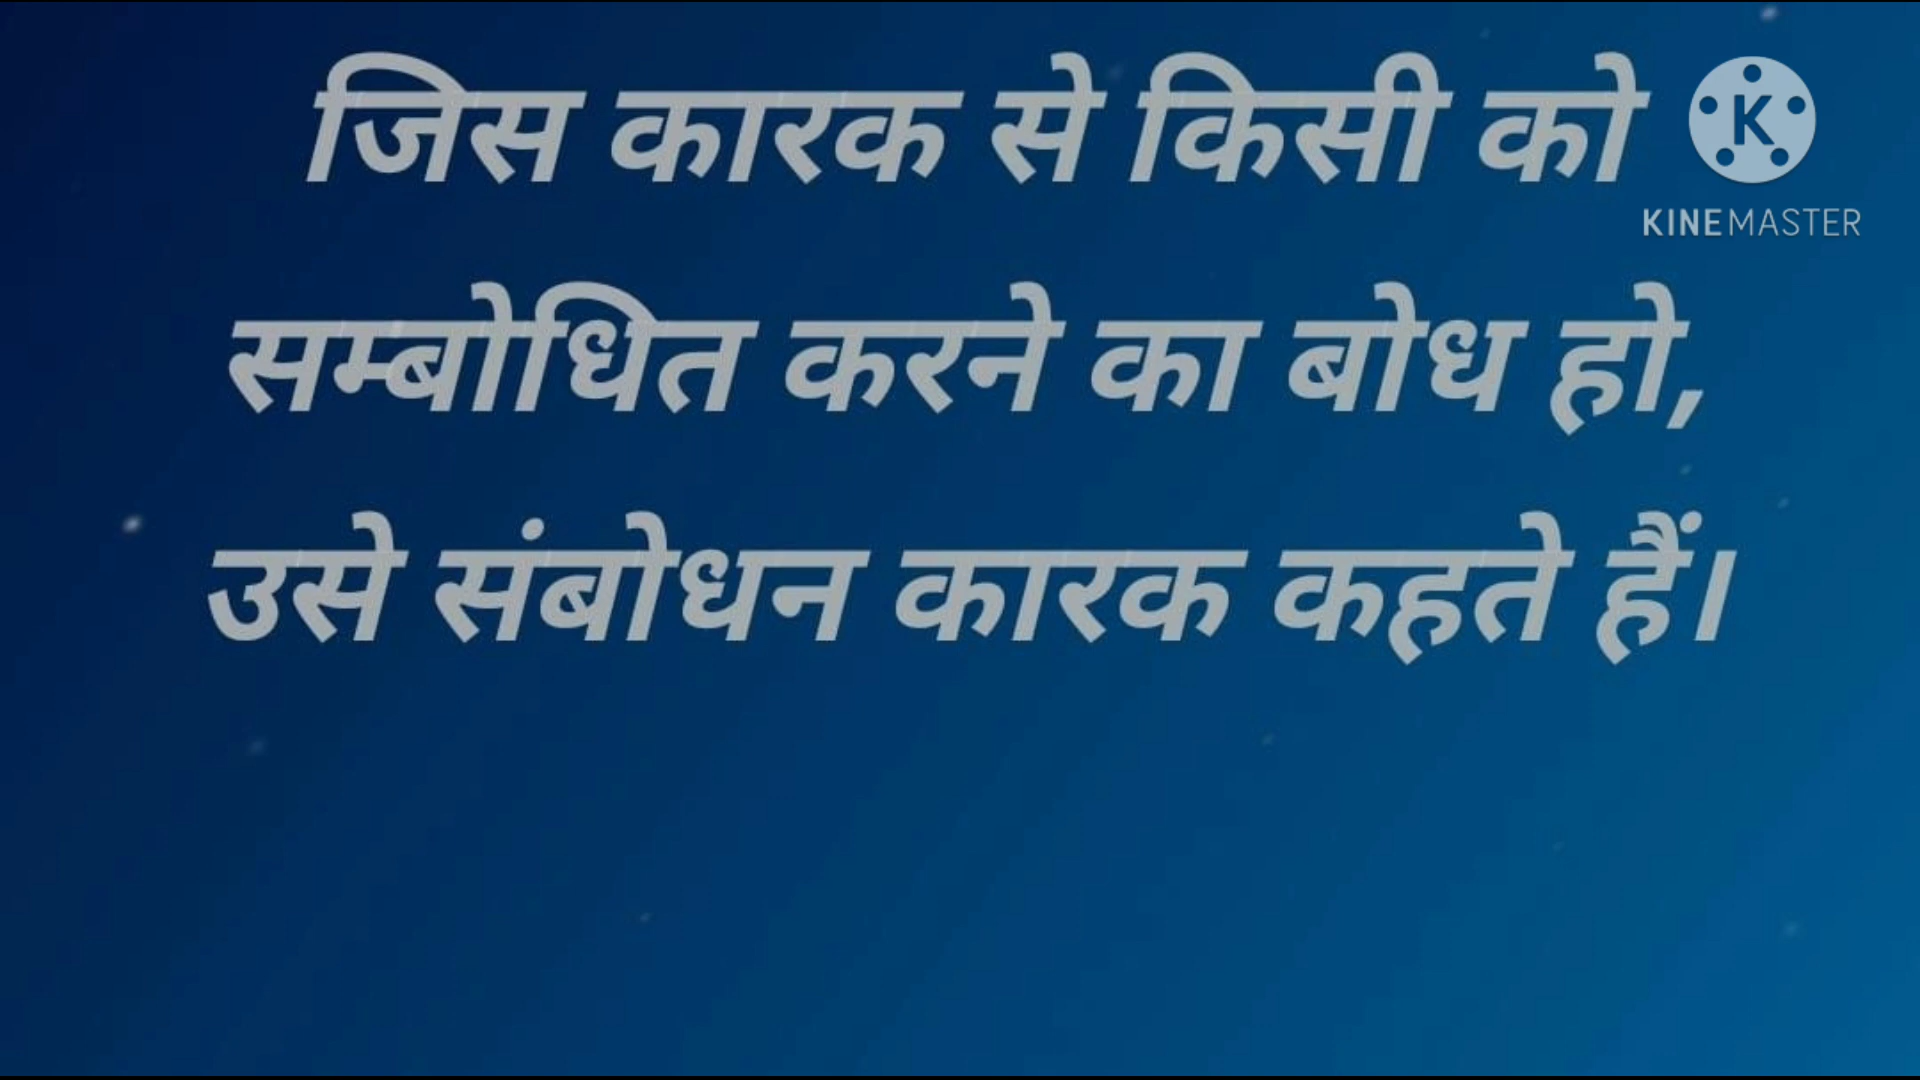 जिस कारक से किसी को
KINEMASTER
सम्बोधित करने का बोध हो,
उसे संबोधन कारक कहते हैं।